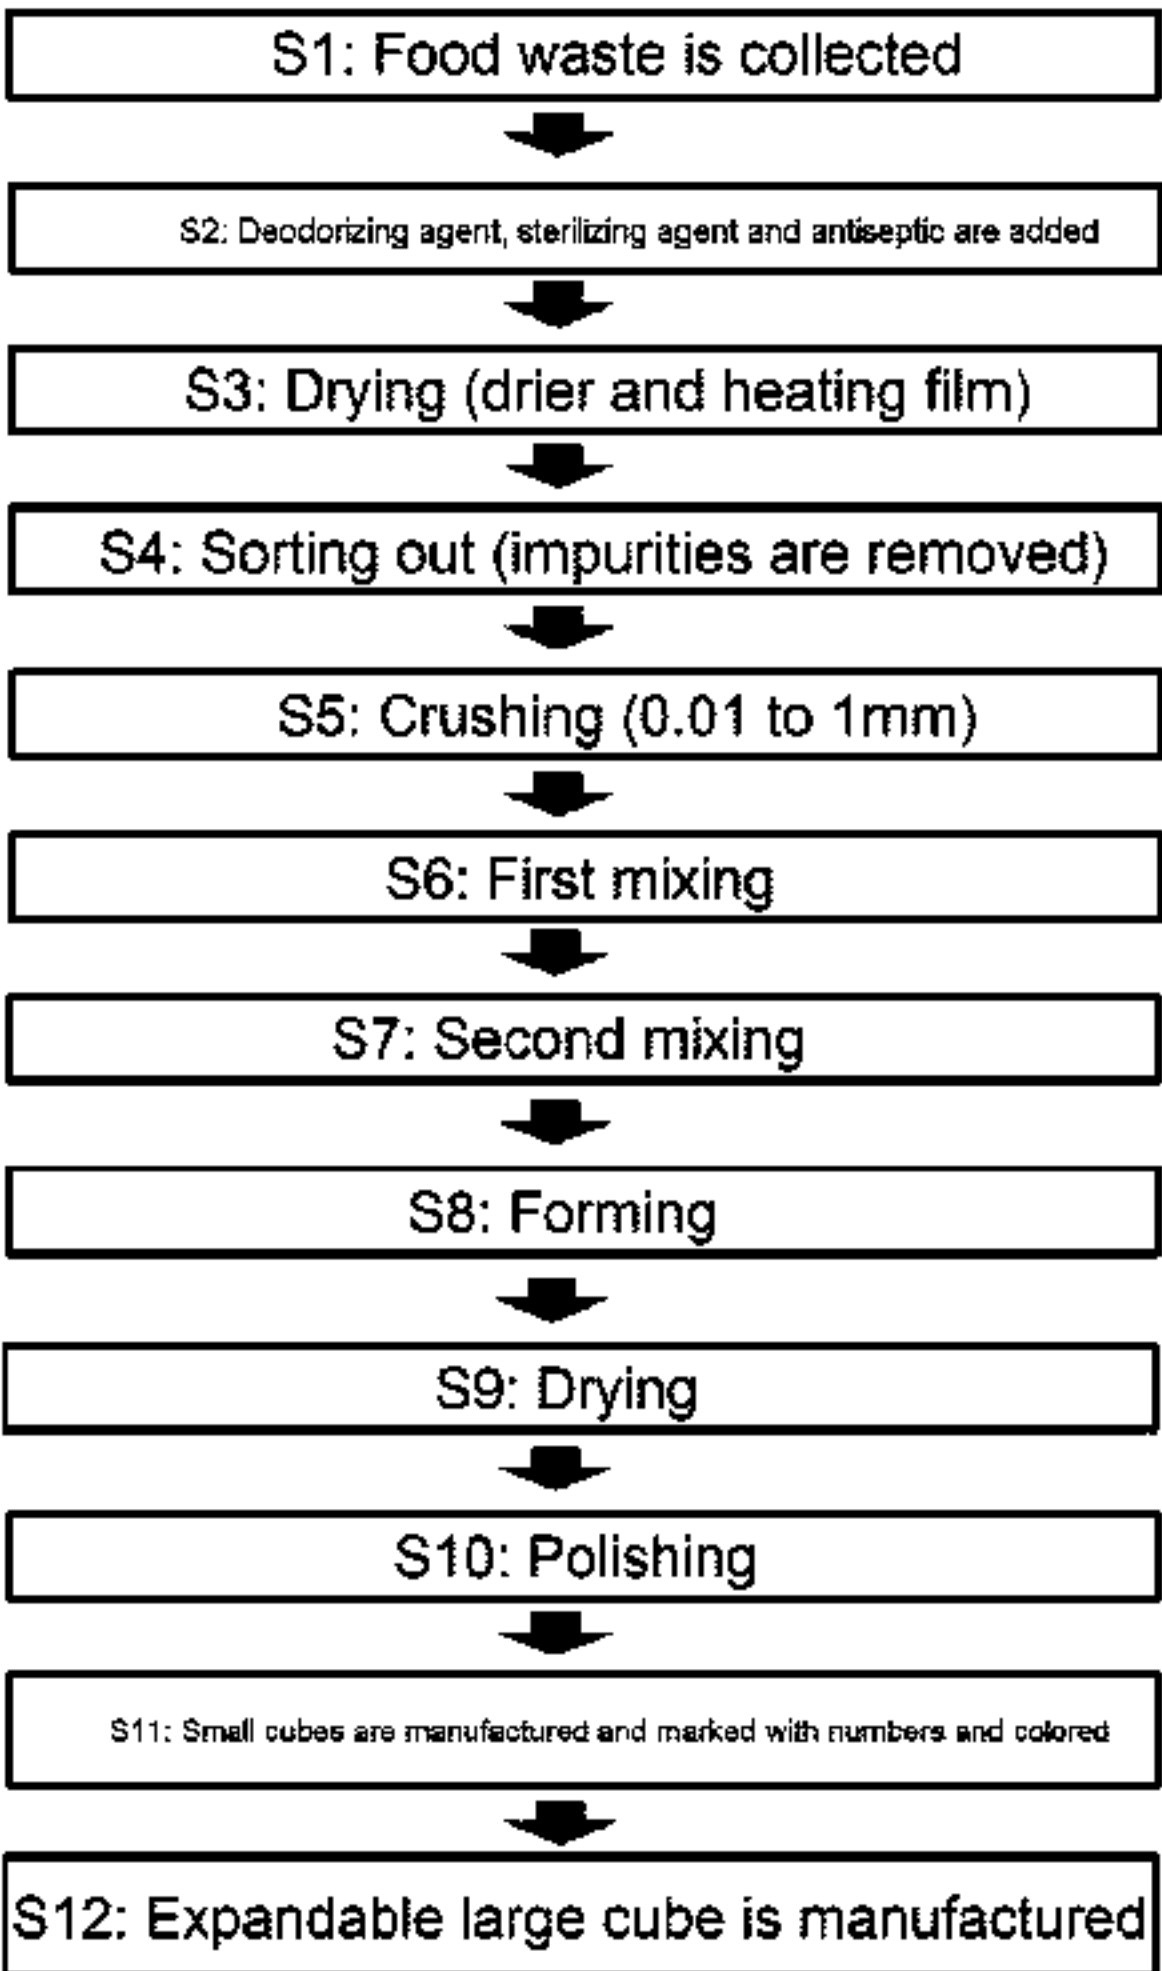 S1: Food waste is collected
S2: Deodorizing agent, sterilizing agent and antiseptic are added
S3: Drying (drier and heating film)
S4: Sorting out (impurities are removed)
S5: Crushing (0.01 to 1mm)
S6: First mixing
S7: Second mixing
S8: Forming
S9: Drying
S10: Polishing
S11: Small cubes are manufactured and marked with numbers and colored
S12: Expandable large cube is manufactured